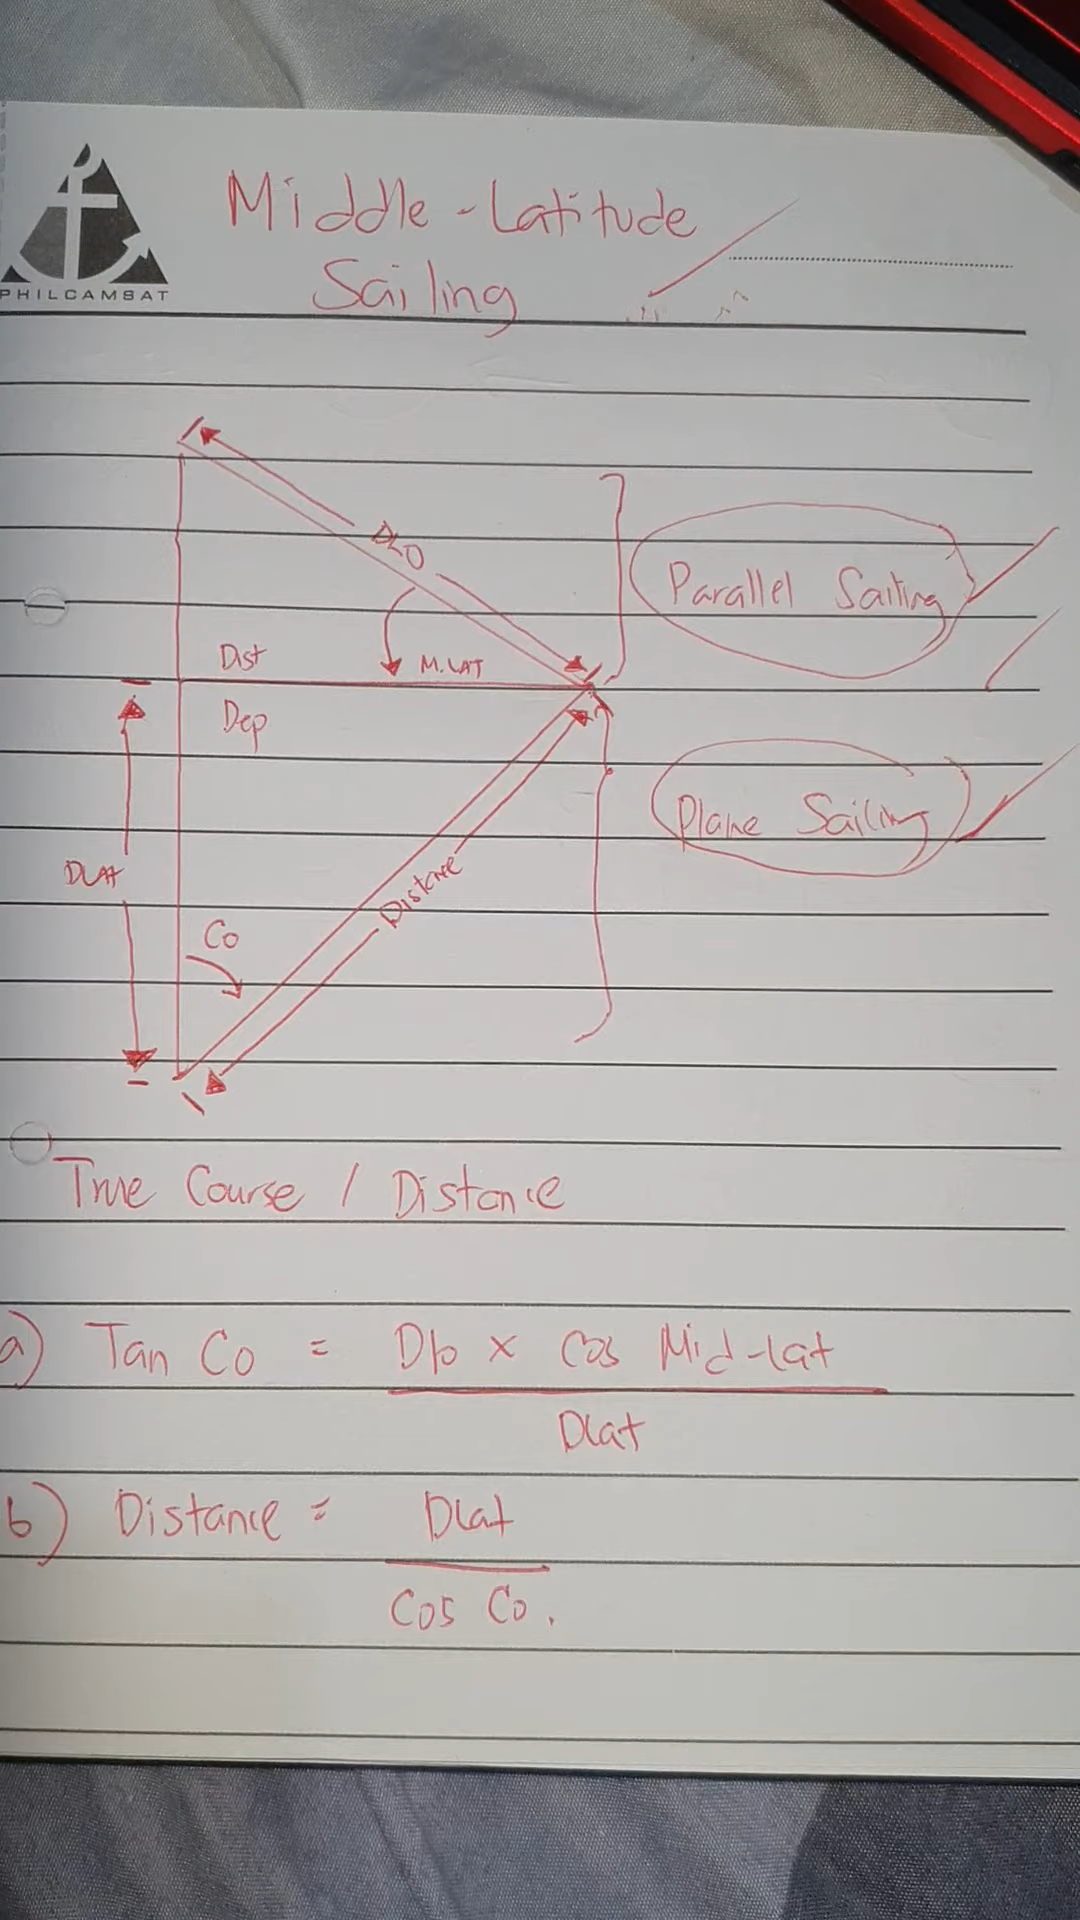 PHILCAMSAT
Middle-Latitude
Sailing
DLO
Parallel Sailing
Dist
M.LAT
Dep
Plane Sailing
DLAT
Distance
Co
True Course / Distance
a) Tan Co = Dlo x Cos Mid-lat
Dlat
b) Distance = Dlat
Cos Co.